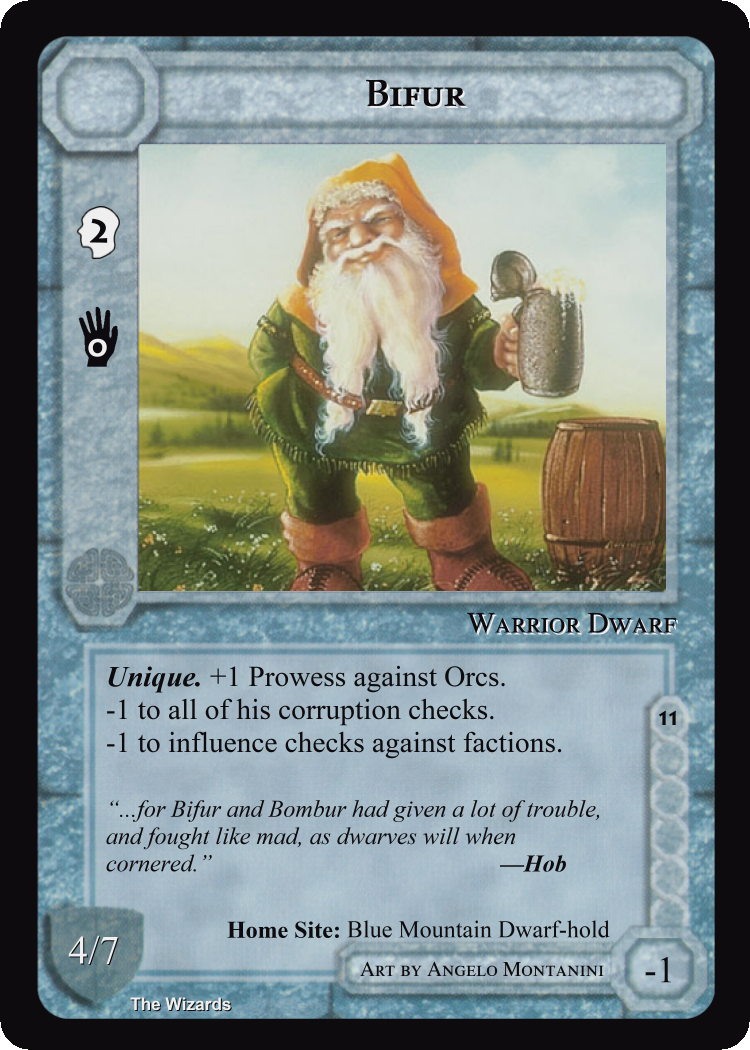 Bifur
2
0
Warrior Dwarf
Unique. +1 Prowess against Orcs.
-1 to all of his corruption checks.
-1 to influence checks against factions.
11
“...for Bifur and Bombur had given a lot of trouble,
and fought like mad, as dwarves will when
cornered.” —Hob
Home Site: Blue Mountain Dwarf-hold
4/7
Art by Angelo Montanini
-1
The Wizards